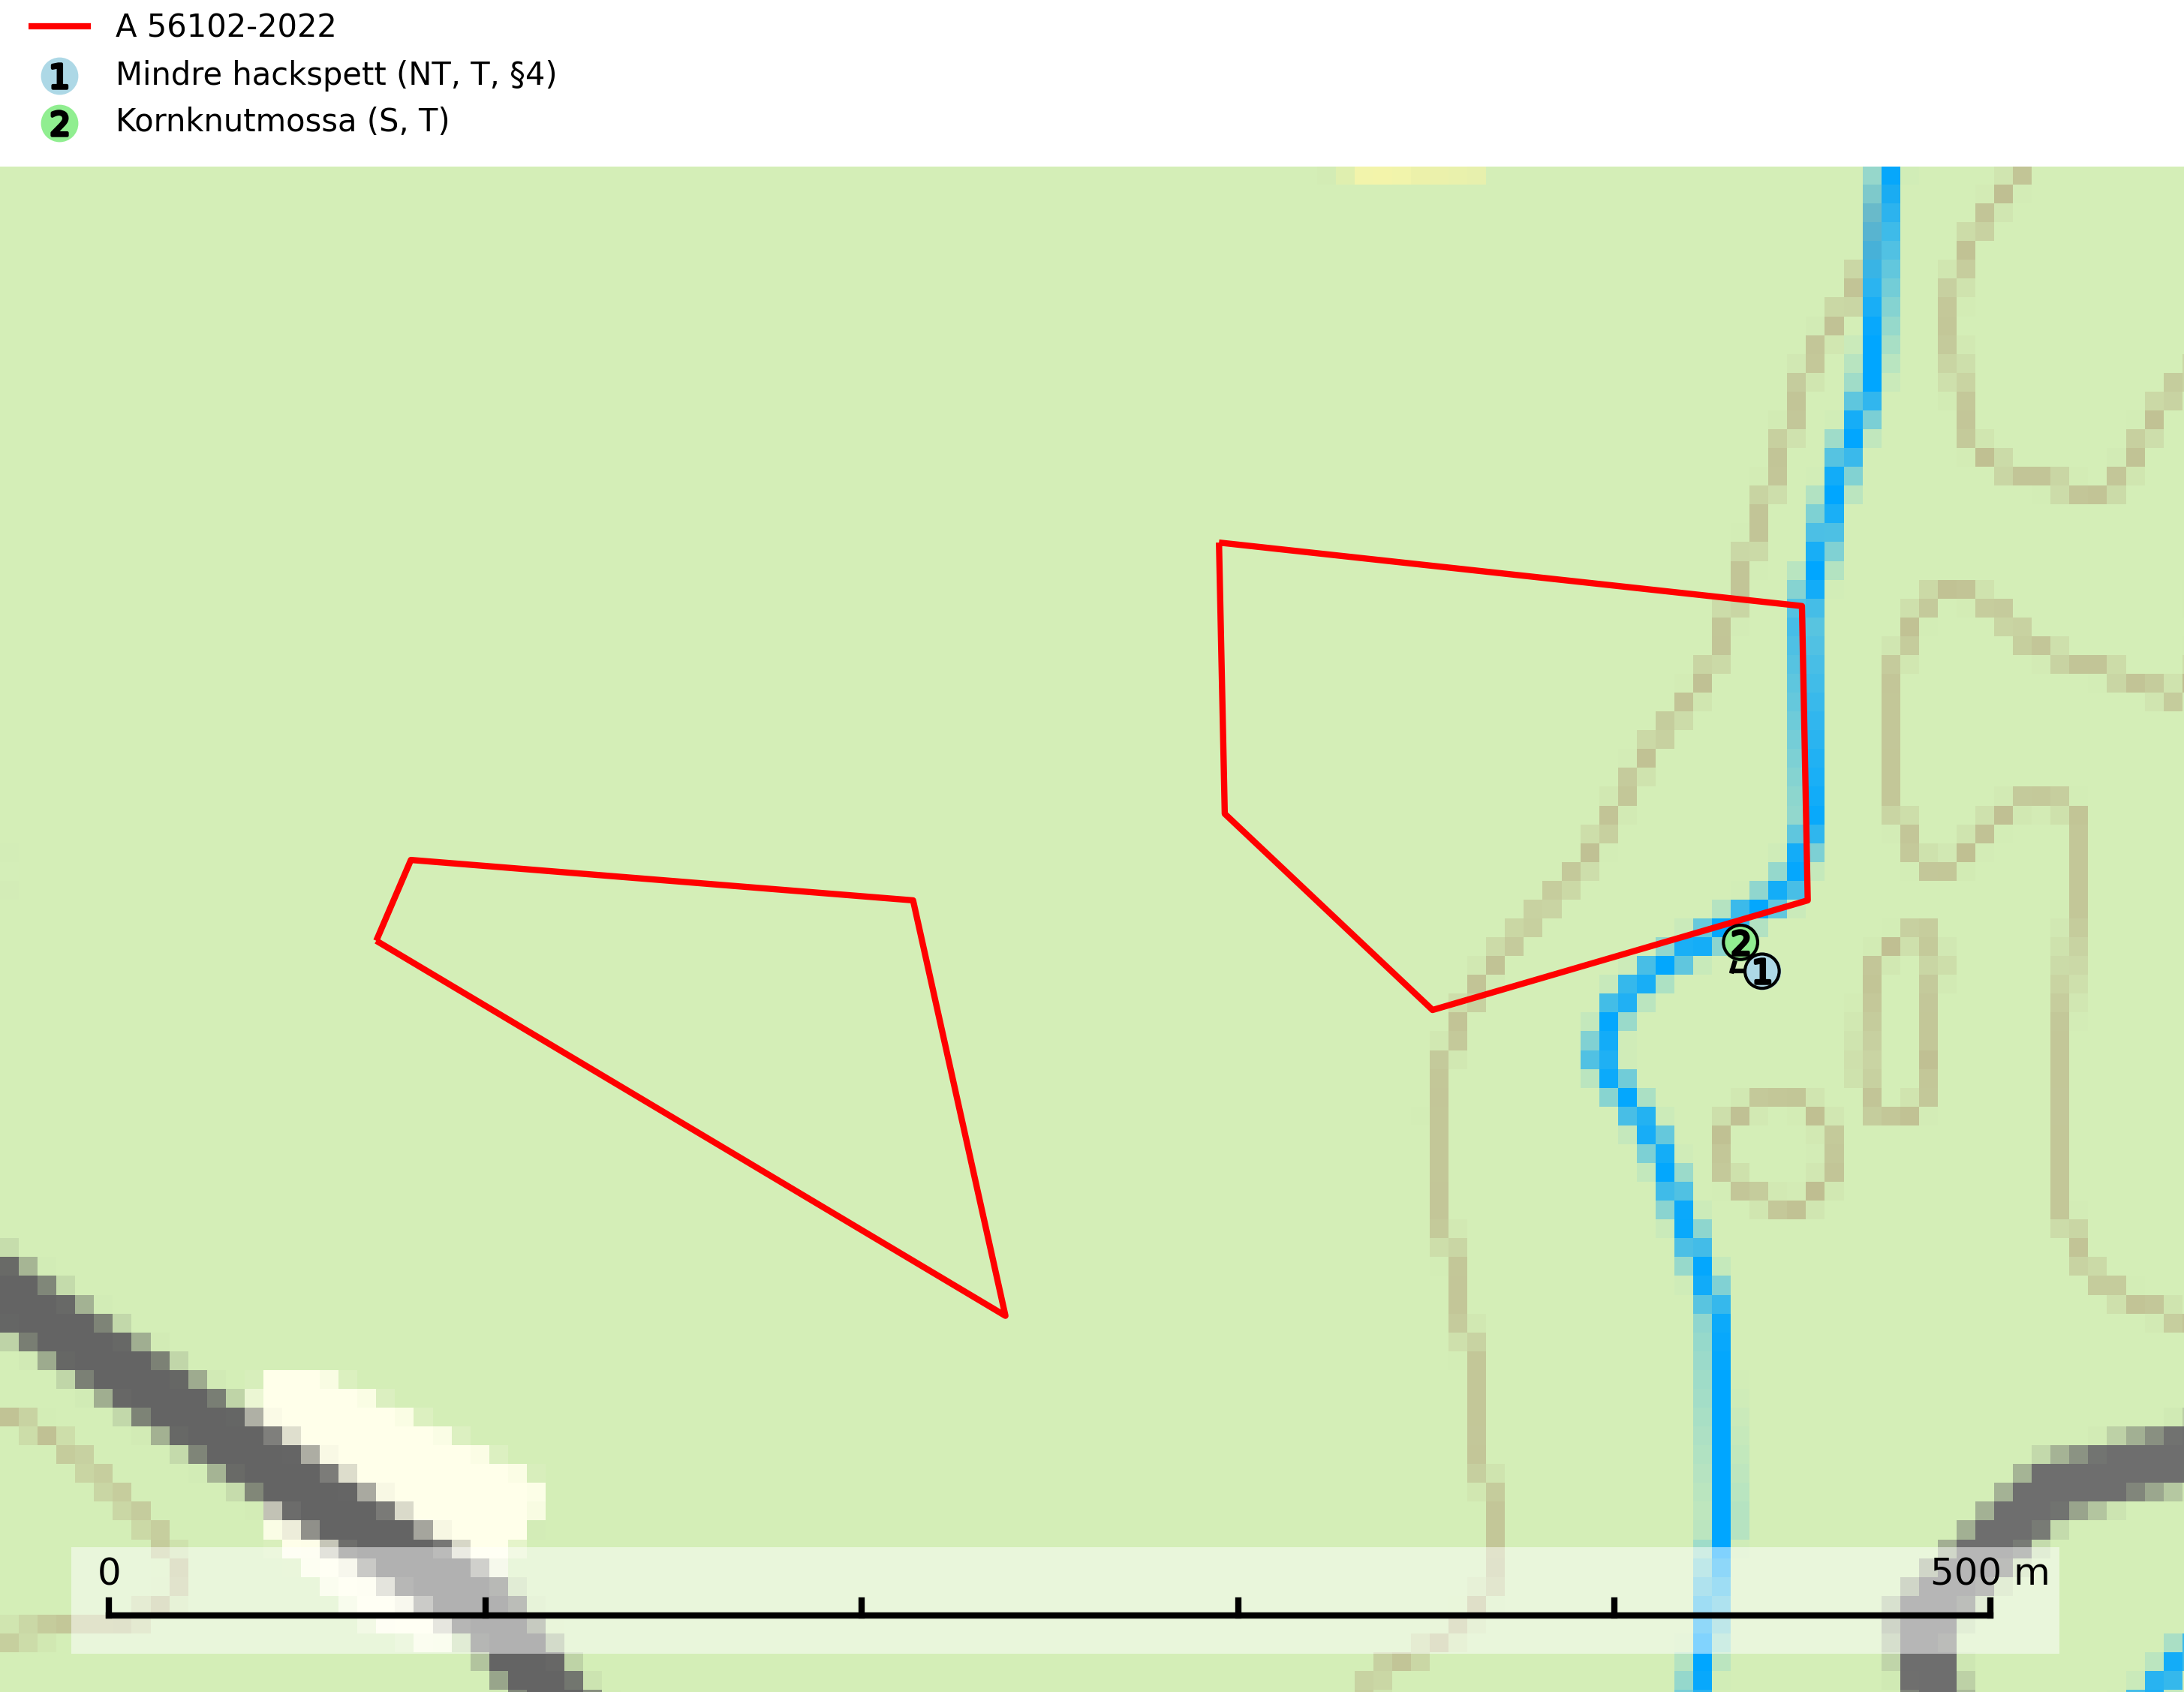 A 56102-2022
1 Mindre hackspett (NT, T, §4)
2 Kornknutmossa (S, T)
2
1
0 500 m